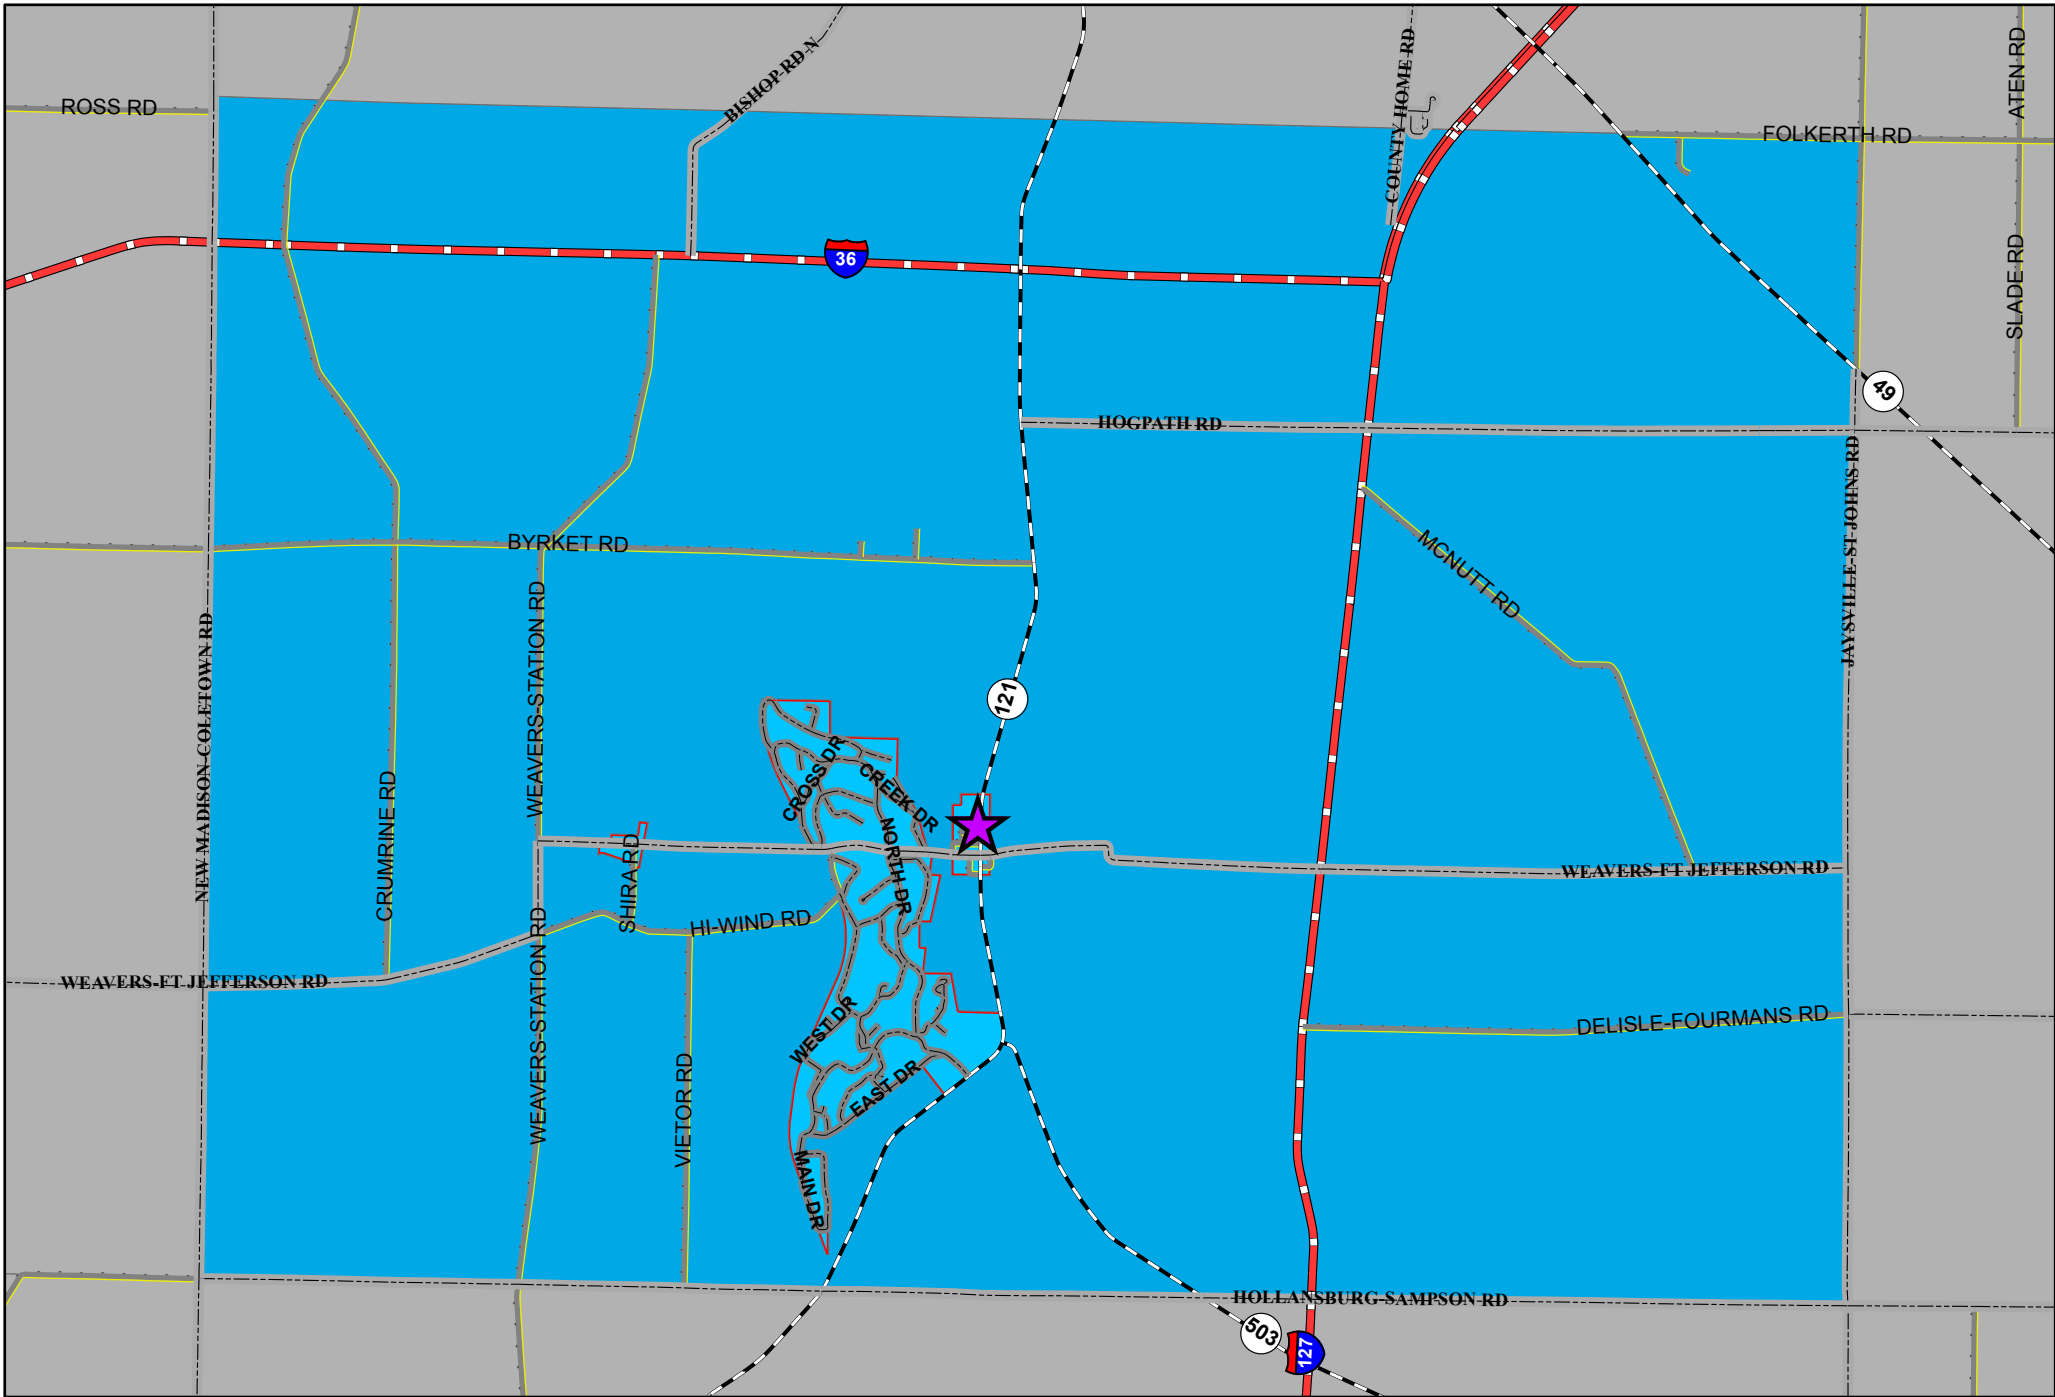 BISHOP RD N
COUNTY HOME RD
ATEN RD
ROSS RD
FOLKERTH RD
36
SLADE RD
49
HOGPATH RD
JAYSVILLE-ST JOHNS RD
BYRKET RD
MCNUTT RD
WEAVERS-STATION RD
NEW MADISON-COLETOWN RD
121
CROSS DR
CREEK DR
CRUMRINE RD
NORTH DR
SHIRA RD
WEAVERS-FT JEFFERSON RD
HI-WIND RD
WEAVERS-FT JEFFERSON RD
WEAVERS-STATION RD
WEST DR
DELISLE-FOURMANS RD
VIETOR RD
EAST DR
MAIN DR
HOLLANSBURG-SAMPSON RD
503
127